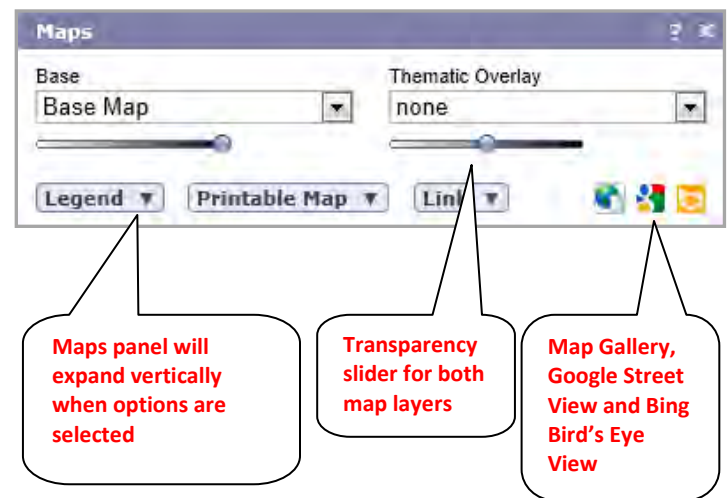 Maps ? x
Base Thematic Overlay
Base Map none
Legend Printable Map Link
Maps panel will
expand vertically
when options are
selected
Transparency
slider for both
map layers
Map Gallery,
Google Street
View and Bing
Bird's Eye
View